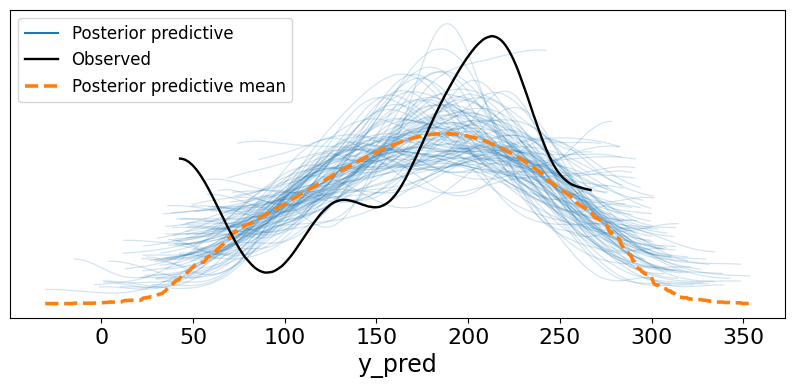 Posterior predictive
Observed
Posterior predictive mean
0 50 100 150 200 250 300 350
y_pred